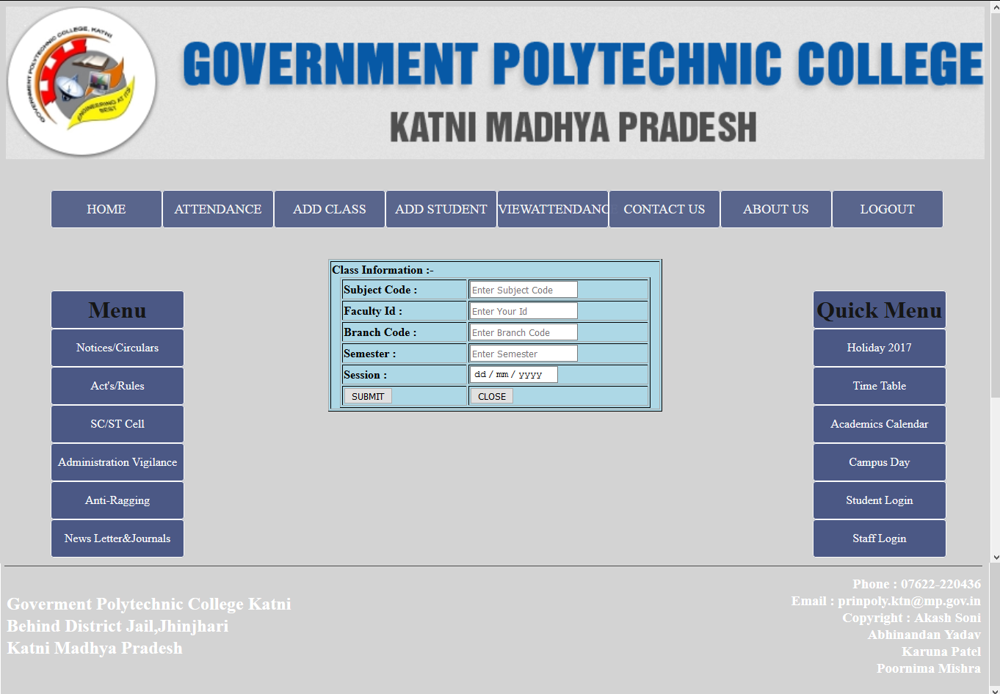 GOVERNMENT POLYTECHNIC COLLEGE, KATNI
ENGINEERING AT ITS BEST
GOVERNMENT POLYTECHNIC COLLEGE
KATNI MADHYA PRADESH
HOME ATTENDANCE ADD CLASS ADD STUDENT VIEWATTENDANC CONTACT US ABOUT US LOGOUT
Class Information :-
Subject Code : Enter Subject Code
Faculty Id : Enter Your Id
Branch Code : Enter Branch Code
Semester : Enter Semester
Session : dd / mm / yyyy
SUBMIT CLOSE
Menu
Notices/Circulars
Act's/Rules
SC/ST Cell
Administration Vigilance
Anti-Ragging
News Letter&Journals
Quick Menu
Holiday 2017
Time Table
Academics Calendar
Campus Day
Student Login
Staff Login
Goverment Polytechnic College Katni
Behind District Jail,Jhinjhari
Katni Madhya Pradesh
Phone : 07622-220436
Email : prinpoly.ktn@mp.gov.in
Copyright : Akash Soni
Abhinandan Yadav
Karuna Patel
Poornima Mishra